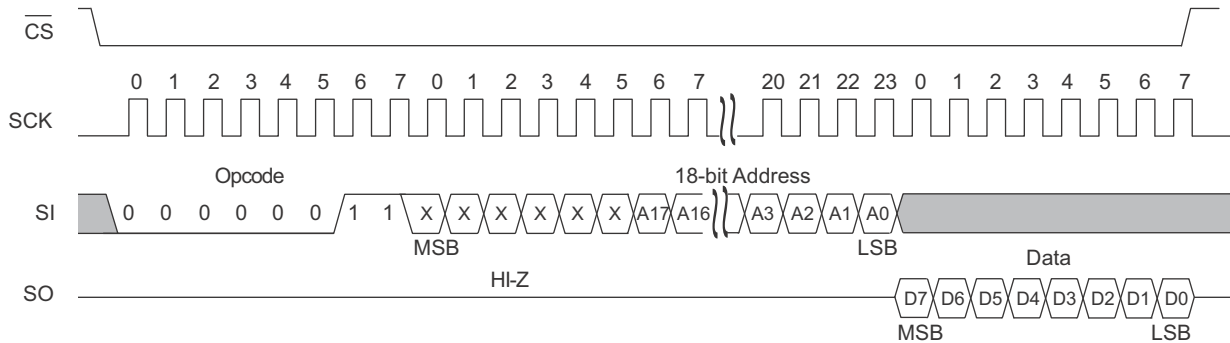 CS
0 1 2 3 4 5 6 7 0 1 2 3 4 5 6 7 20 21 22 23 0 1 2 3 4 5 6 7
SCK
Opcode 18-bit Address
SI 0 0 0 0 0 0 1 1 X X X X X X A17 A16 A3 A2 A1 A0
MSB LSB
HI-Z Data
SO D7 D6 D5 D4 D3 D2 D1 D0
MSB LSB